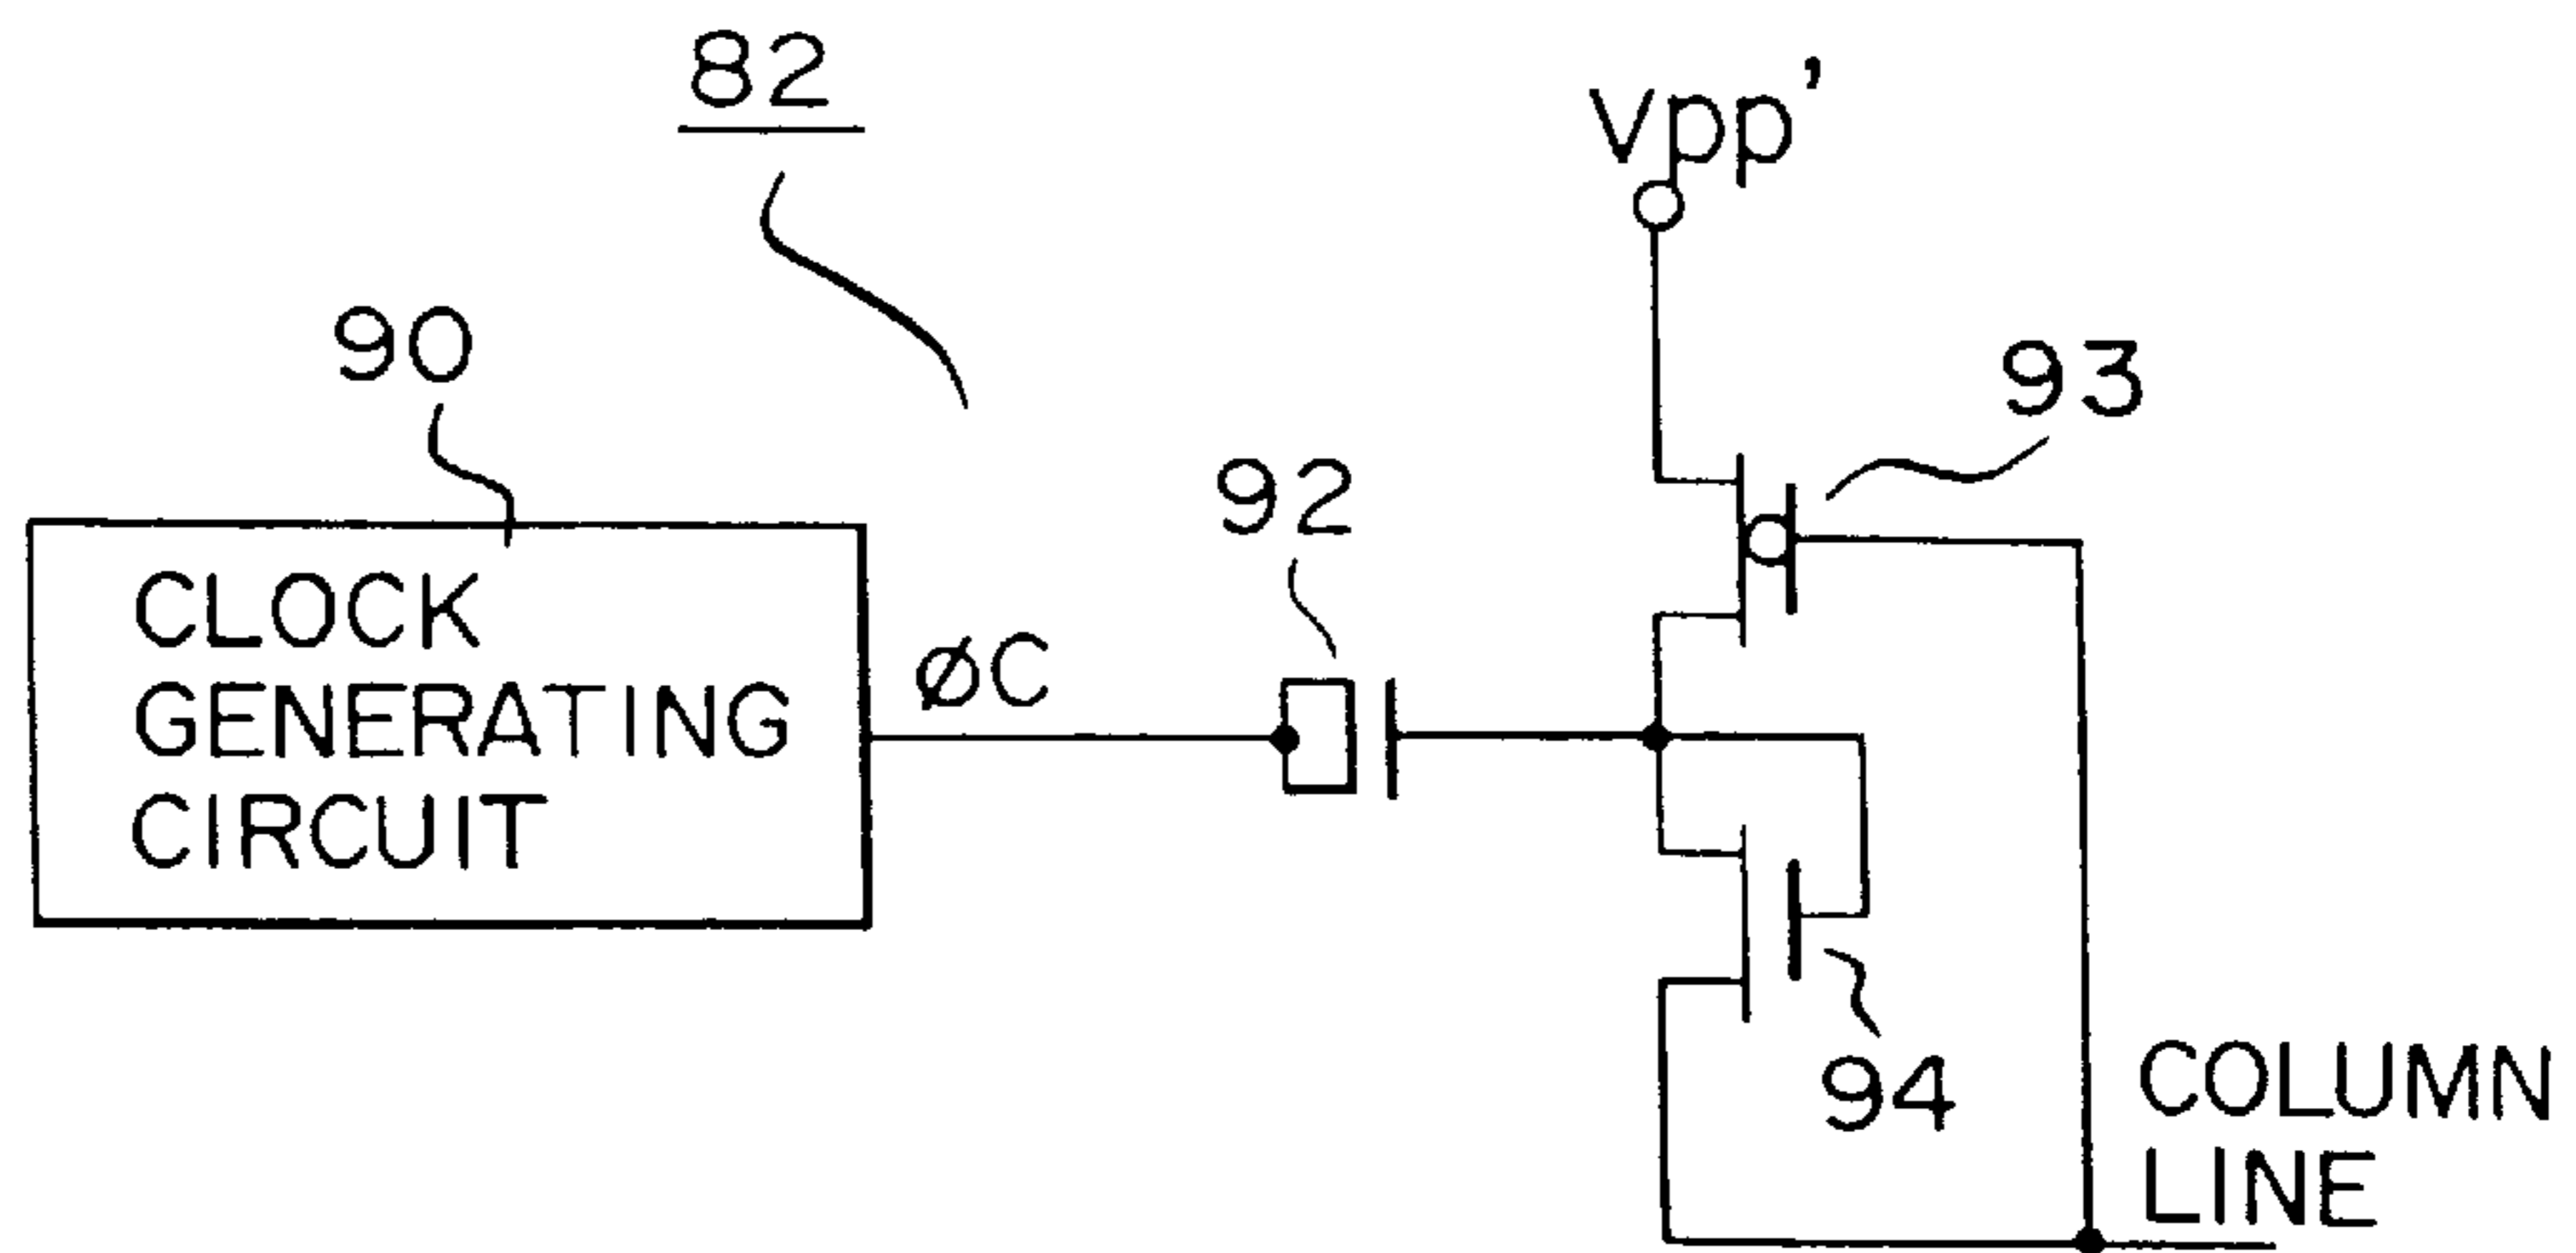 82
Vpp'
90
93
92
CLOCK
GENERATING
CIRCUIT
øC
94
COLUMN
LINE